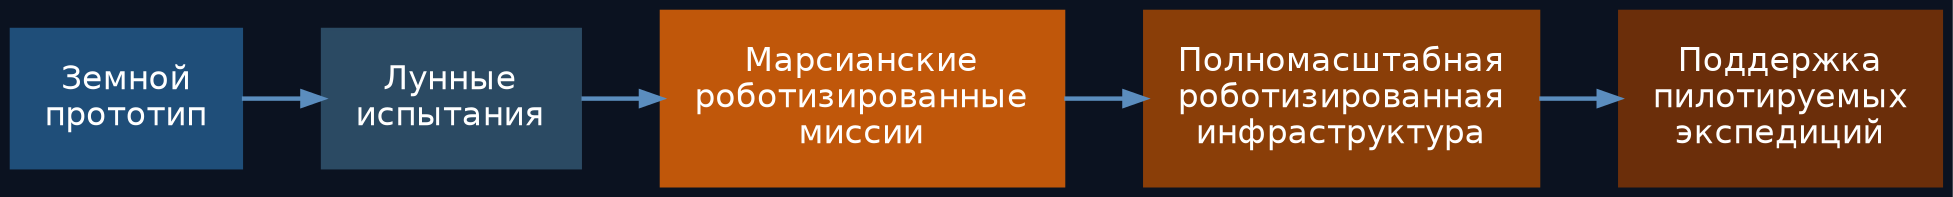 Земной
прототип
Лунные
испытания
Марсианские
роботизированные
миссии
Полномасштабная
роботизированная
инфраструктура
Поддержка
пилотируемых
экспедиций